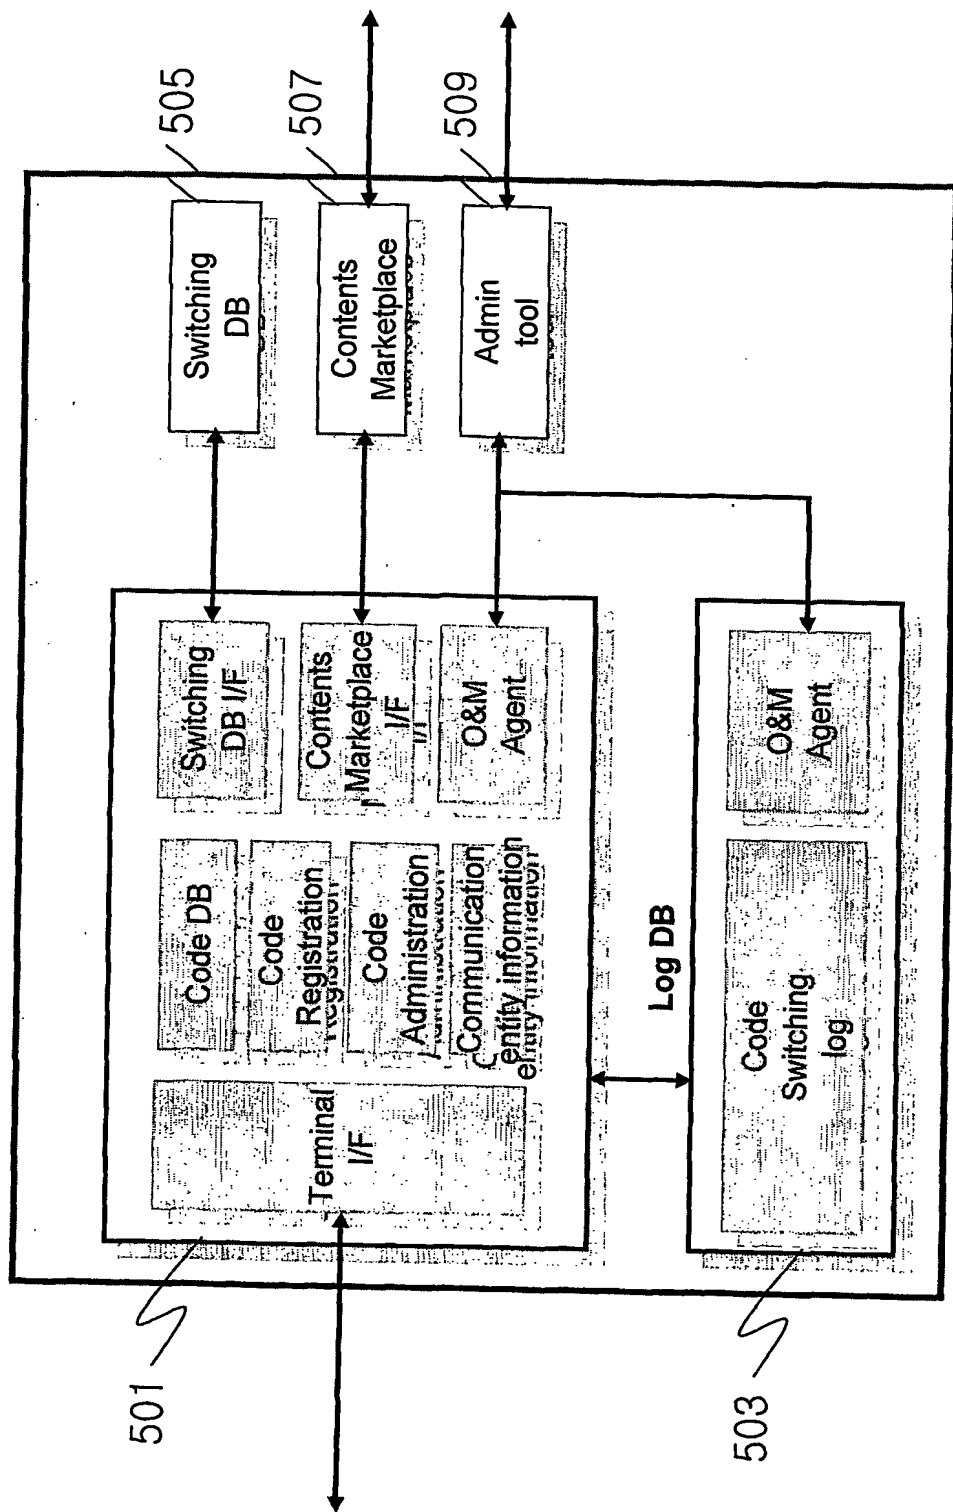 501
Terminal
I/F
Code DB
Code
Registration
Code
Administration
Communication
entity information
Switching
DB I/F
Contents
Marketplace
I/F
O&M
Agent
Switching
DB
505
Contents
Marketplace
507
Admin
tool
509
Log DB
503
Code
Switching
log
O&M
Agent